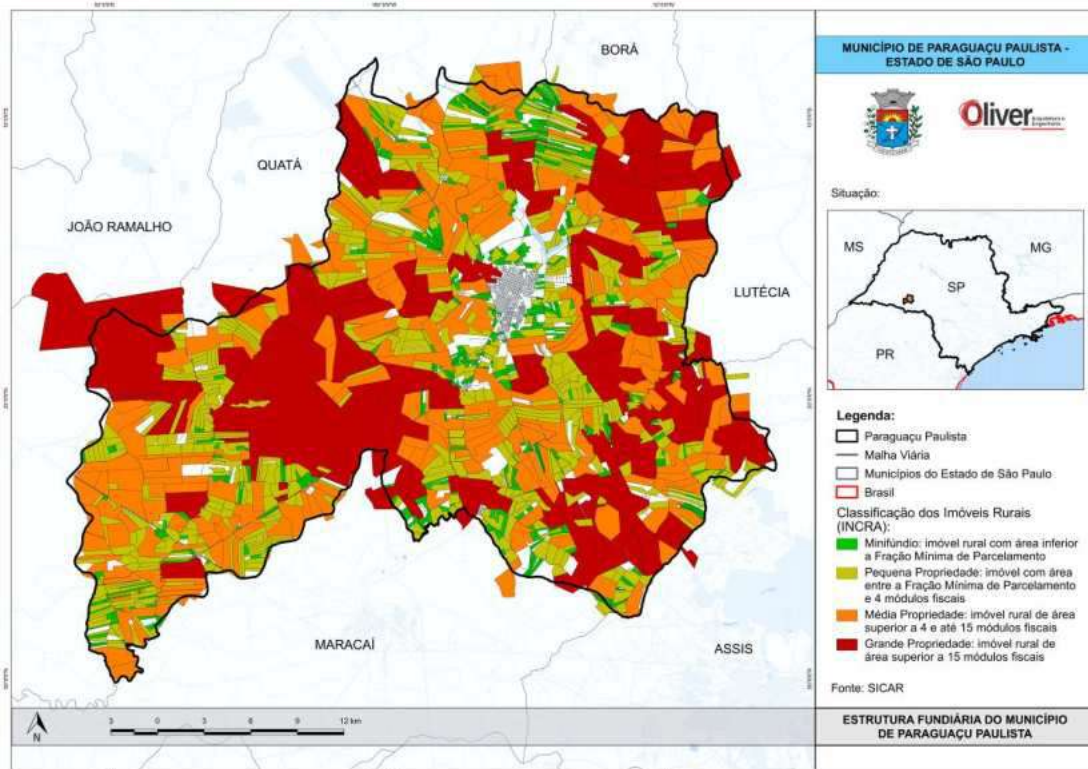 BORÁ
QUATÁ
JOÃO RAMALHO
LUTÉCIA
MARACAÍ
ASSIS
N
3 0 3 6 9 12 km
MUNICÍPIO DE PARAGUAÇU PAULISTA -
ESTADO DE SÃO PAULO
Oliver
Situação:
MS
MG
SP
PR
Legenda:
Paraguaçu Paulista
Malha Viária
Municípios do Estado de São Paulo
Brasil
Classificação dos Imóveis Rurais
(INCRA):
Minifúndio: imóvel rural com área inferior
a Fração Mínima de Parcelamento
Pequena Propriedade: imóvel com área
entre a Fração Mínima de Parcelamento
e 4 módulos fiscais
Média Propriedade: imóvel rural de área
superior a 4 e até 15 módulos fiscais
Grande Propriedade: imóvel rural de
área superior a 15 módulos fiscais
Fonte: SICAR
ESTRUTURA FUNDIÁRIA DO MUNICÍPIO
DE PARAGUAÇU PAULISTA